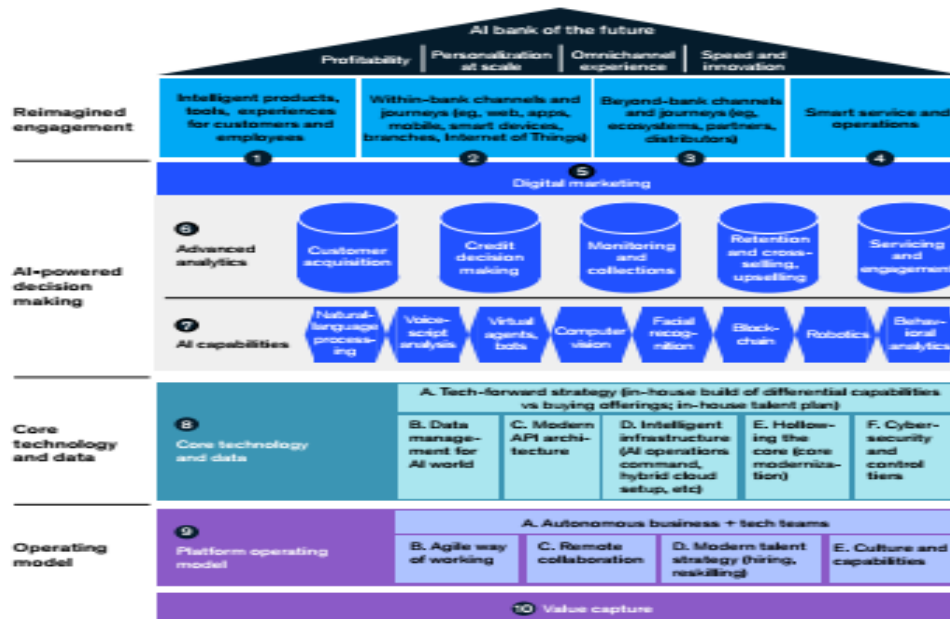 AI bank of the future
Profitability
Personalization
at scale
Omnichannel
experience
Speed and
innovation
Reimagined
engagement
Intelligent products,
tools, experiences
for customers and
employees
1
Within-bank channels and
journeys (eg, web, apps,
mobile, smart devices,
branches, Internet of Things)
2
Beyond-bank channels
and journeys (eg,
ecosystems, partners,
distributors)
3
Smart service and
operations
4
5
Digital marketing
AI-powered
decision
making
6
Advanced
analytics
Customer
acquisition
Credit
decision
making
Monitoring
and
collections
Retention
and cross-
selling,
upselling
Servicing
and
engagement
7
AI capabilities
Natural-
language
process-
ing
Voice-
script
analysis
Virtual
agents,
bots
Computer
vision
Facial
recog-
nition
Block-
chain
Robotics
Behav-
ioral
analytics
Core
technology
and data
8
Core technology
and data
A. Tech-forward strategy (in-house build of differential capabilities
vs buying offerings; in-house talent plan)
B. Data
manage-
ment for
AI world
C. Modern
API archi-
tecture
D. Intelligent
infrastructure
(AI operations
command,
hybrid cloud
setup, etc)
E. Hollow-
ing the
core (core
moderniza-
tion)
F. Cyber-
security
and
control
tiers
Operating
model
9
Platform operating
model
A. Autonomous business + tech teams
B. Agile way
of working
C. Remote
collaboration
D. Modern talent
strategy (hiring,
reskilling)
E. Culture and
capabilities
10 Value capture